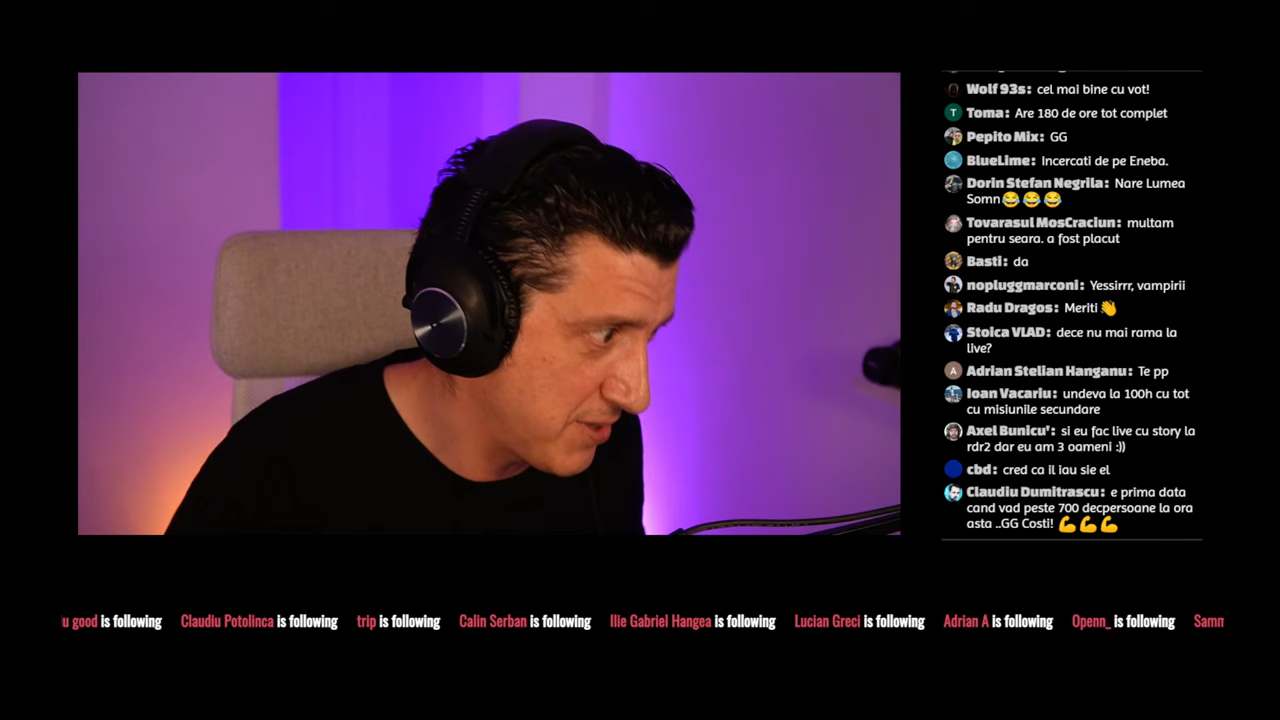 Wolf 93s: cel mai bine cu vot!
T Toma: Are 180 de ore tot complet
Pepito Mix: GG
BlueLime: Incercati de pe Eneba.
Dorin Stefan Negrila: Nare Lumea
Somn😂😂😂
Tovarasul MosCraciun: multam
pentru seara. a fost placut
Basti: da
nopluggmarconi: Yessirrr, vampirii
Radu Dragos: Meriti 👏
Stoica VLAD: dece nu mai rama la
live?
A Adrian Stelian Hanganu: Te pp
Ioan Vacariu: undeva la 100h cu tot
cu misiunile secundare
Axel Bunicu': si eu fac live cu story la
rdr2 dar eu am 3 oameni :))
cbd: cred ca il iau sie el
Claudiu Dumitrascu: e prima data
cand vad peste 700 decpersoane la ora
asta ..GG Costi! 💪💪💪
u good is following Claudiu Potolinca is following trip is following Calin Serban is following Ilie Gabriel Hangea is following Lucian Greci is following Adrian A is following Openn_ is following Samm